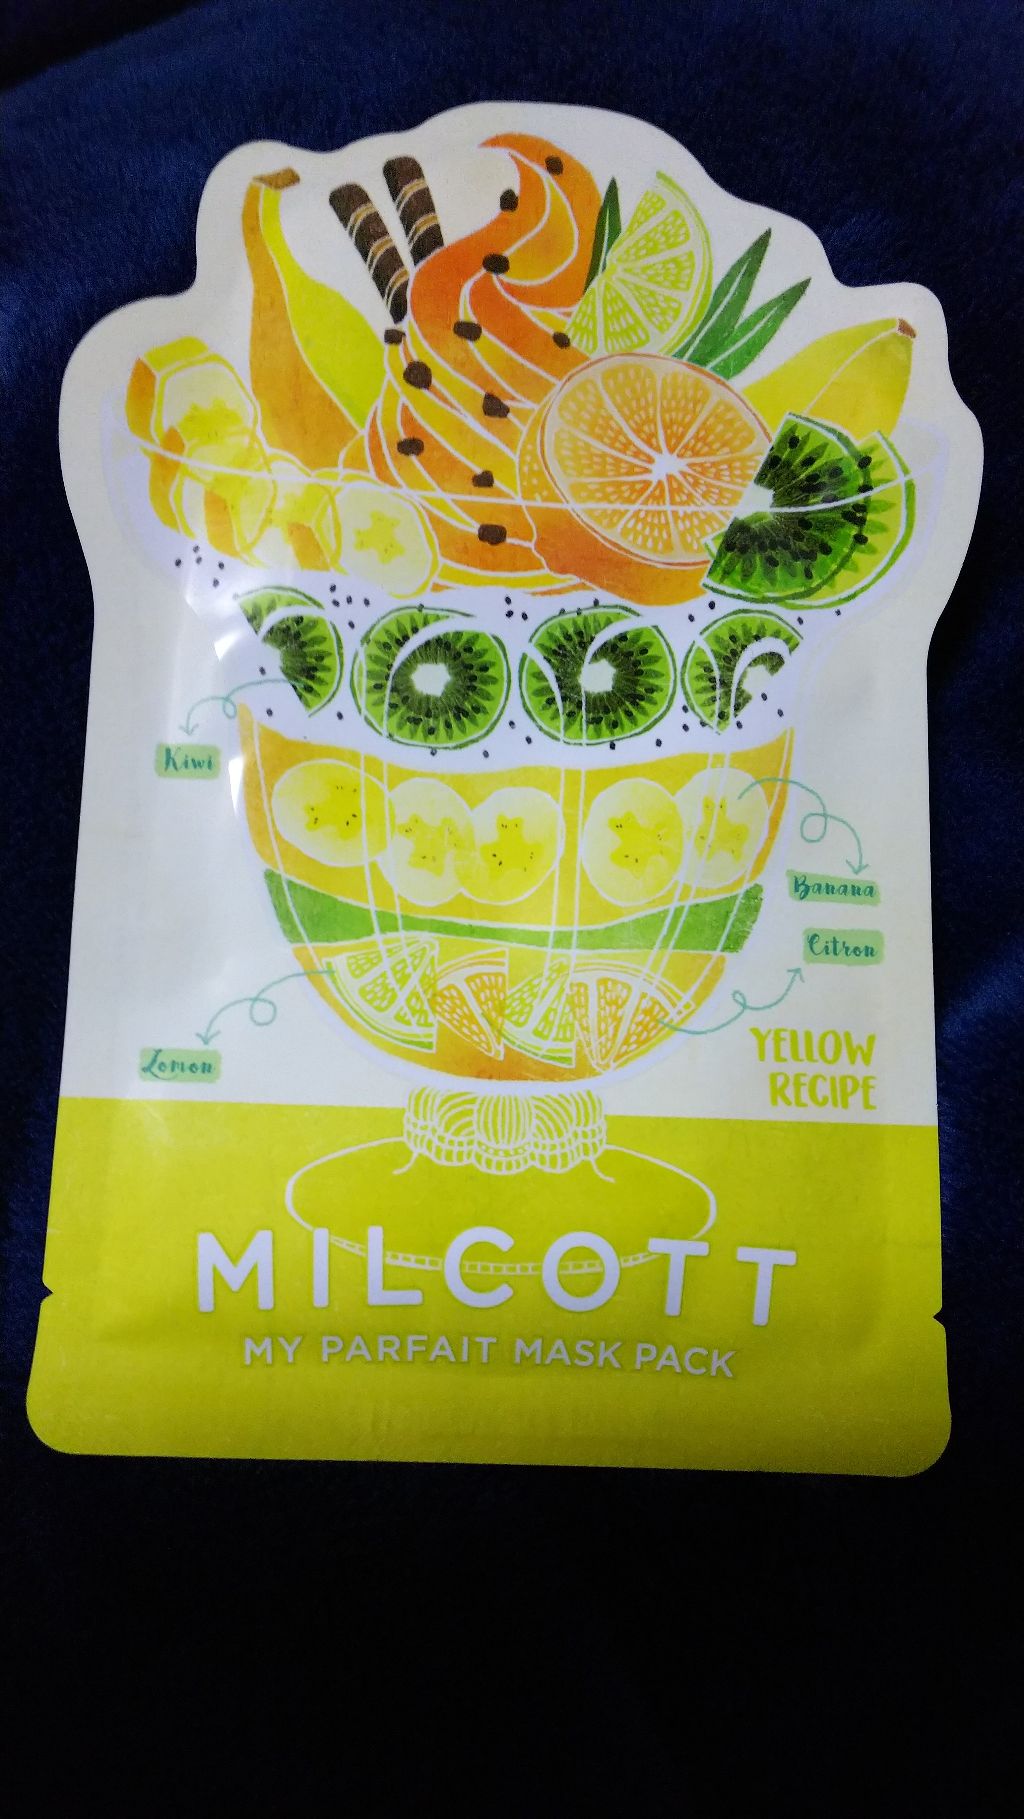 Kiwi
Banana
Citron
Lemon
YELLOW
RECIPE
MILCOTT
MY PARFAIT MASK PACK